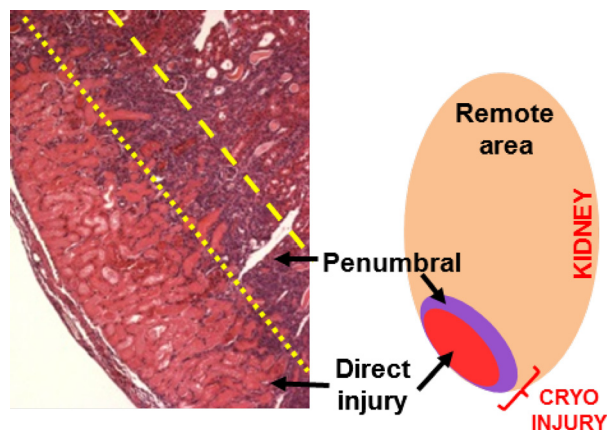 Remote
area
KIDNEY
Penumbral
Direct
injury
CRYO
INJURY